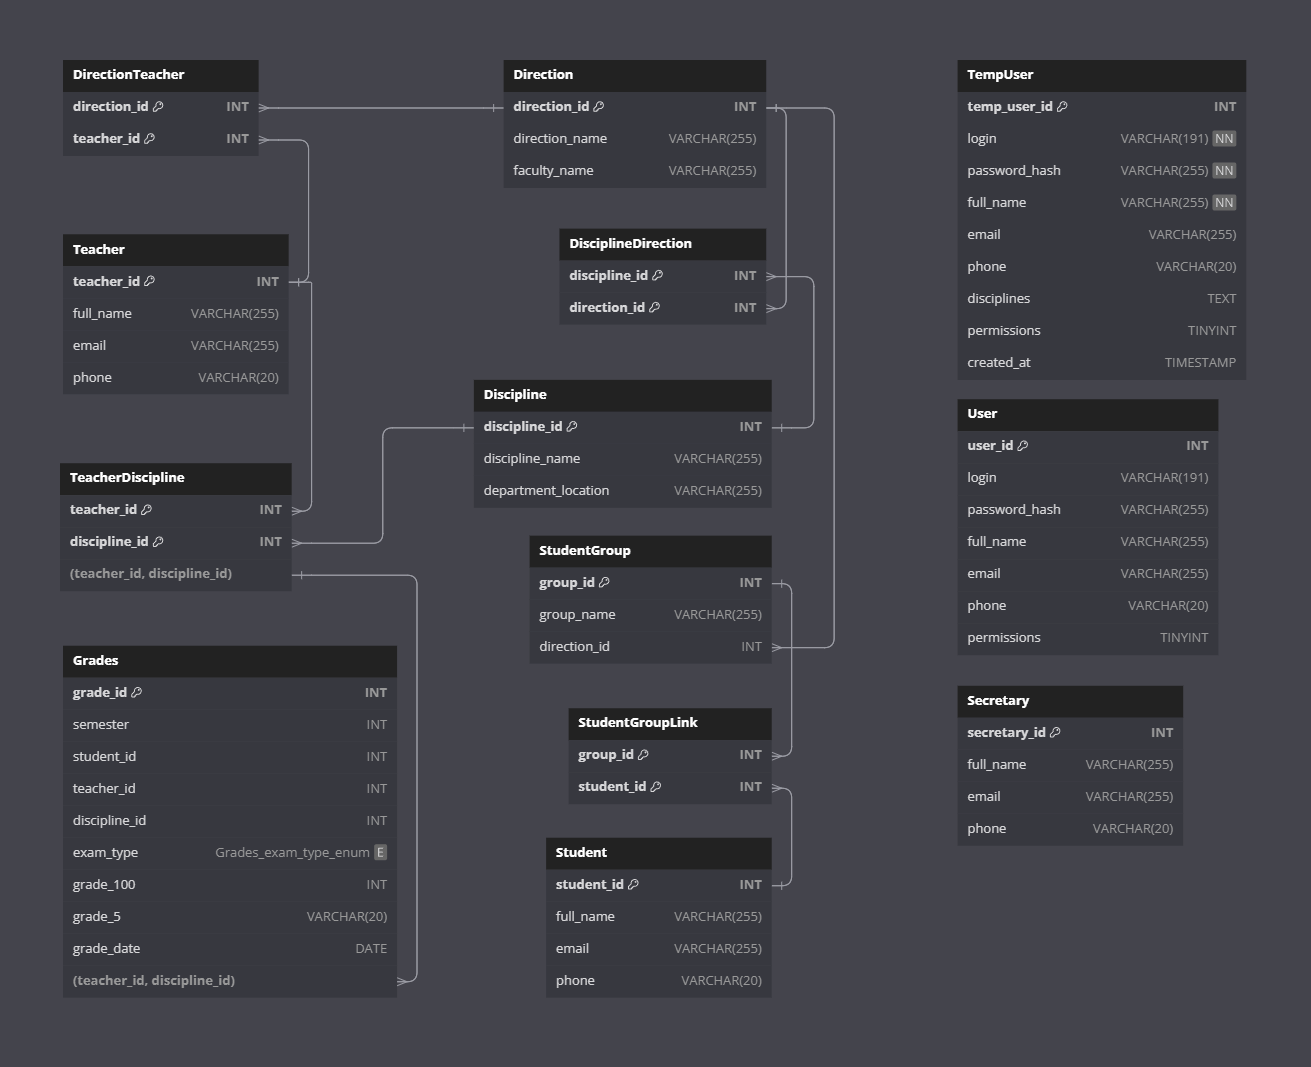 DirectionTeacher
direction_id INT
teacher_id INT
Direction
direction_id INT
direction_name VARCHAR(255)
faculty_name VARCHAR(255)
TempUser
temp_user_id INT
login VARCHAR(191) NN
password_hash VARCHAR(255) NN
full_name VARCHAR(255) NN
email VARCHAR(255)
phone VARCHAR(20)
disciplines TEXT
permissions TINYINT
created_at TIMESTAMP
Teacher
teacher_id INT
full_name VARCHAR(255)
email VARCHAR(255)
phone VARCHAR(20)
DisciplineDirection
discipline_id INT
direction_id INT
Discipline
discipline_id INT
discipline_name VARCHAR(255)
department_location VARCHAR(255)
User
user_id INT
login VARCHAR(191)
password_hash VARCHAR(255)
full_name VARCHAR(255)
email VARCHAR(255)
phone VARCHAR(20)
permissions TINYINT
TeacherDiscipline
teacher_id INT
discipline_id INT
(teacher_id, discipline_id)
StudentGroup
group_id INT
group_name VARCHAR(255)
direction_id INT
Grades
grade_id INT
semester INT
student_id INT
teacher_id INT
discipline_id INT
exam_type Grades_exam_type_enum E
grade_100 INT
grade_5 VARCHAR(20)
grade_date DATE
(teacher_id, discipline_id)
StudentGroupLink
group_id INT
student_id INT
Secretary
secretary_id INT
full_name VARCHAR(255)
email VARCHAR(255)
phone VARCHAR(20)
Student
student_id INT
full_name VARCHAR(255)
email VARCHAR(255)
phone VARCHAR(20)